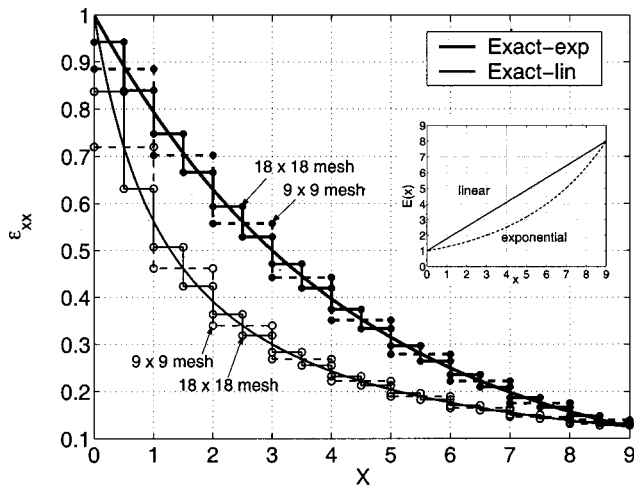 1
0.9
0.8
0.7
0.6
0.5
0.4
0.3
0.2
0.1
εxx
0 1 2 3 4 5 6 7 8 9
X
Exact-exp
Exact-lin
18 x 18 mesh
9 x 9 mesh
9 x 9 mesh
18 x 18 mesh
9
8
7
6
5
4
3
2
1
0
E(x)
linear
exponential
0 1 2 3 4 5 6 7 8 9
x